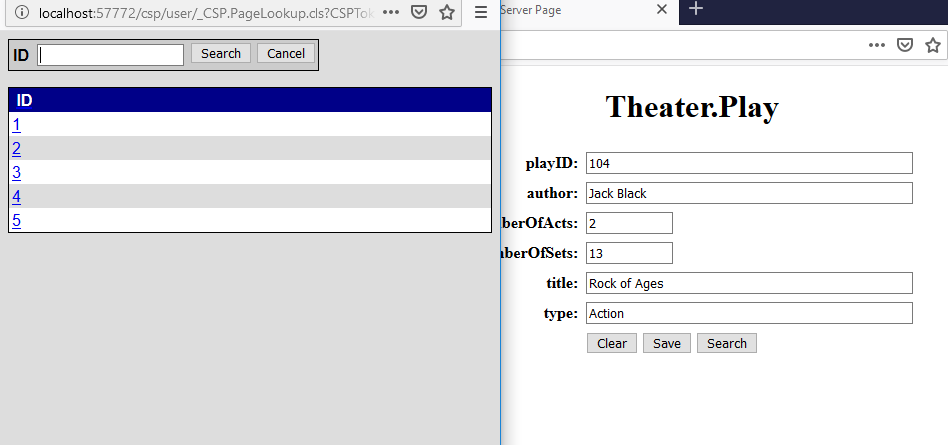 localhost:57772/csp/user/_CSP.PageLookup.cls?CSPTok
ID Search Cancel
ID
1
2
3
4
5
Server Page
Theater.Play
playID: 104
author: Jack Black
berOfActs: 2
berOfSets: 13
title: Rock of Ages
type: Action
Clear Save Search